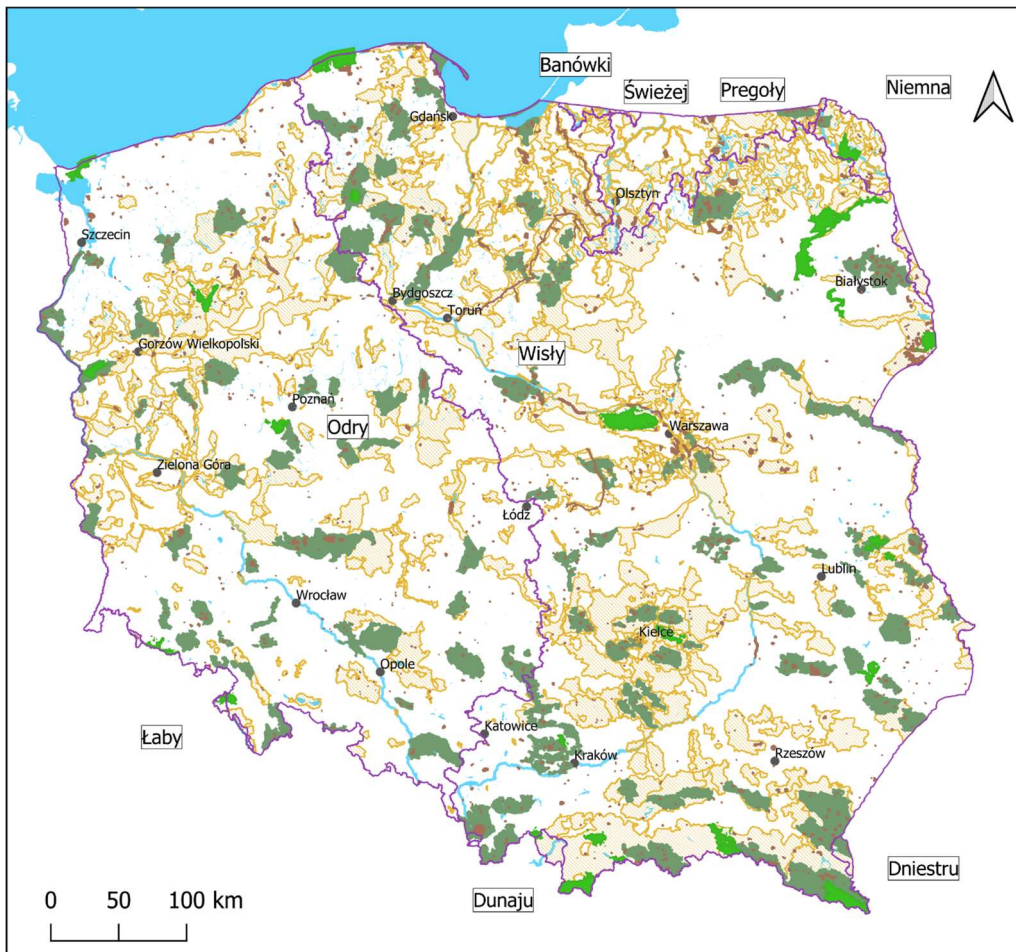 Banówki
Świeżej
Pregoły
Niemna
Gdańsk
Olsztyn
Szczecin
Białystok
Bydgoszcz
Toruń
Gorzów Wielkopolski
Wisły
Poznań
Odry
Warszawa
Zielona Góra
Łódź
Lublin
Wrocław
Kielce
Opole
Łaby
Katowice
Kraków
Rzeszów
Dniestru
Dunaju
0 50 100 km